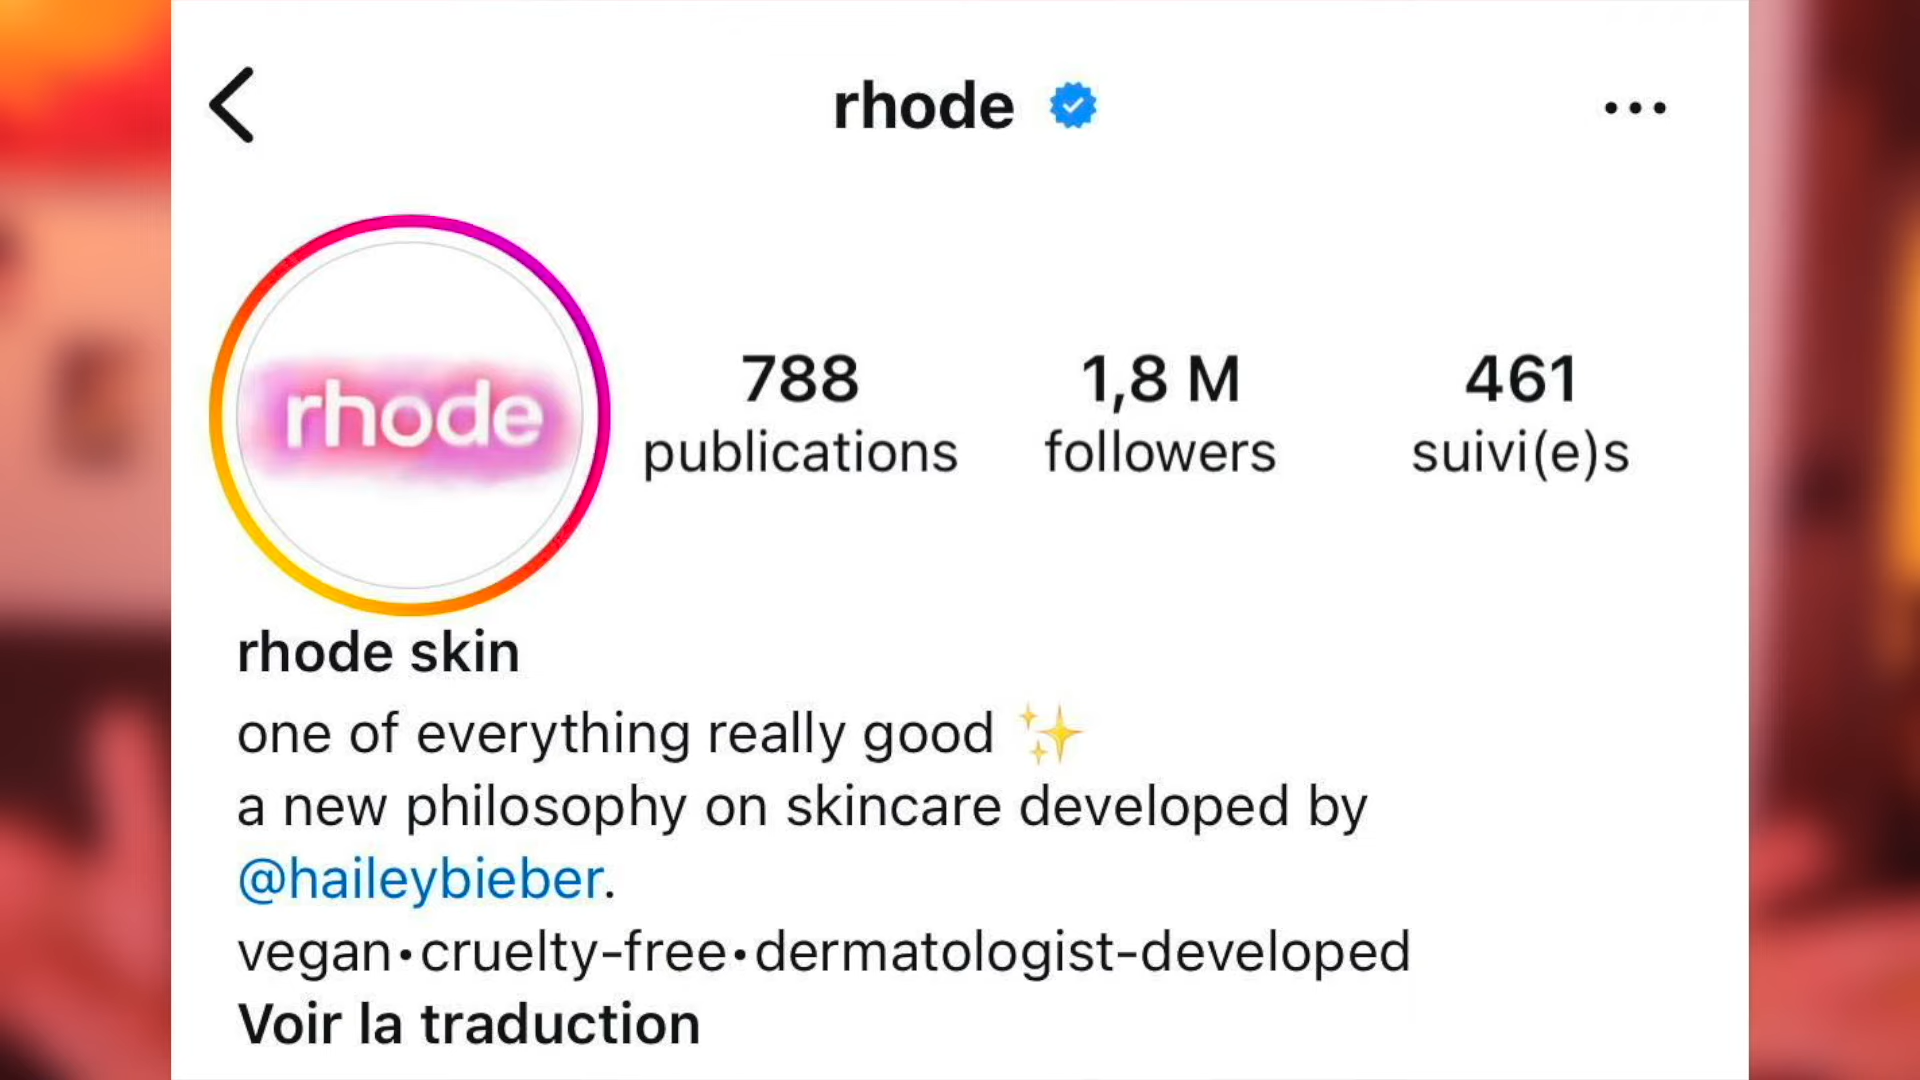 rhode
rhode
788 1,8 M 461
publications followers suivi(e)s
rhode skin
one of everything really good ✨
a new philosophy on skincare developed by
@haileybieber.
vegan•cruelty-free•dermatologist-developed
Voir la traduction